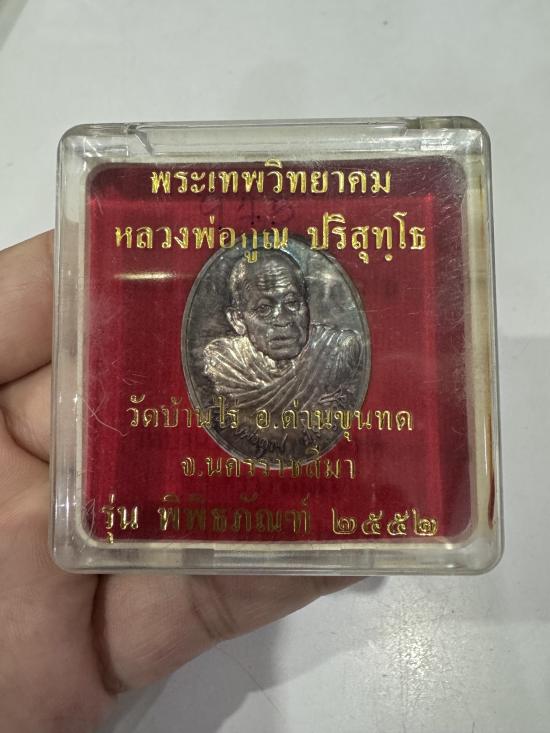 พระเทพวิทยาคม
หลวงพ่อคูณ ปริสุทฺโธ
วัดบ้านไร่ อ.ด่านขุนทด
จ.นครราชสีมา
รุ่น พิพิธภัณฑ์ ๒๕๕๒